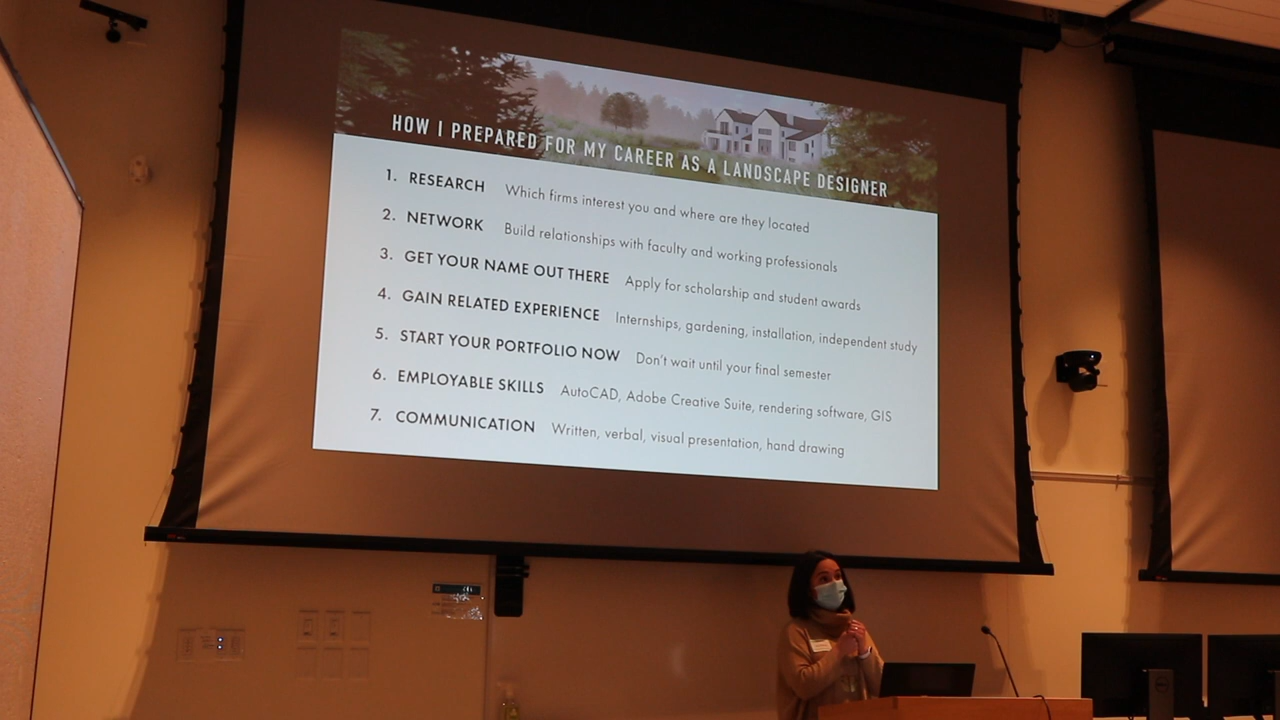 HOW I PREPARED FOR MY CAREER AS A LANDSCAPE DESIGNER
1. RESEARCH Which firms interest you and where are they located
2. NETWORK Build relationships with faculty and working professionals
3. GET YOUR NAME OUT THERE Apply for scholarship and student awards
4. GAIN RELATED EXPERIENCE Internships, gardening, installation, independent study
5. START YOUR PORTFOLIO NOW Don't wait until your final semester
6. EMPLOYABLE SKILLS AutoCAD, Adobe Creative Suite, rendering software, GIS
7. COMMUNICATION Written, verbal, visual presentation, hand drawing